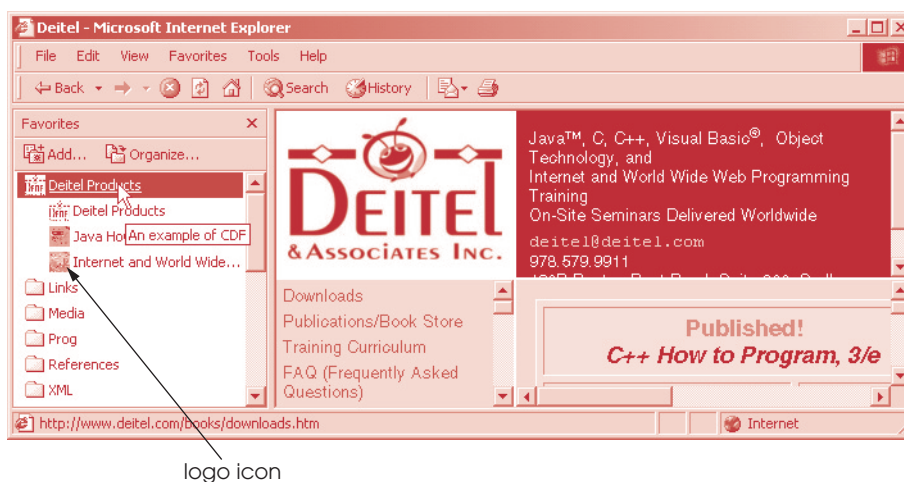 Deitel - Microsoft Internet Explorer
File Edit View Favorites Tools Help
Back Search History
Favorites
Add... Organize...
Deitel Products
Deitel Products
Java Ho
An example of CDF
Internet and World Wide...
Links
Media
Prog
References
XML
DEITEL
& ASSOCIATES INC.
Java™, C, C++, Visual Basic®, Object
Technology, and
Internet and World Wide Web Programming
Training
On-Site Seminars Delivered Worldwide
deitel@deitel.com
978.579.9911
Downloads
Publications/Book Store
Training Curriculum
FAQ (Frequently Asked
Questions)
Published!
C++ How to Program, 3/e
http://www.deitel.com/books/downloads.htm
Internet
logo icon